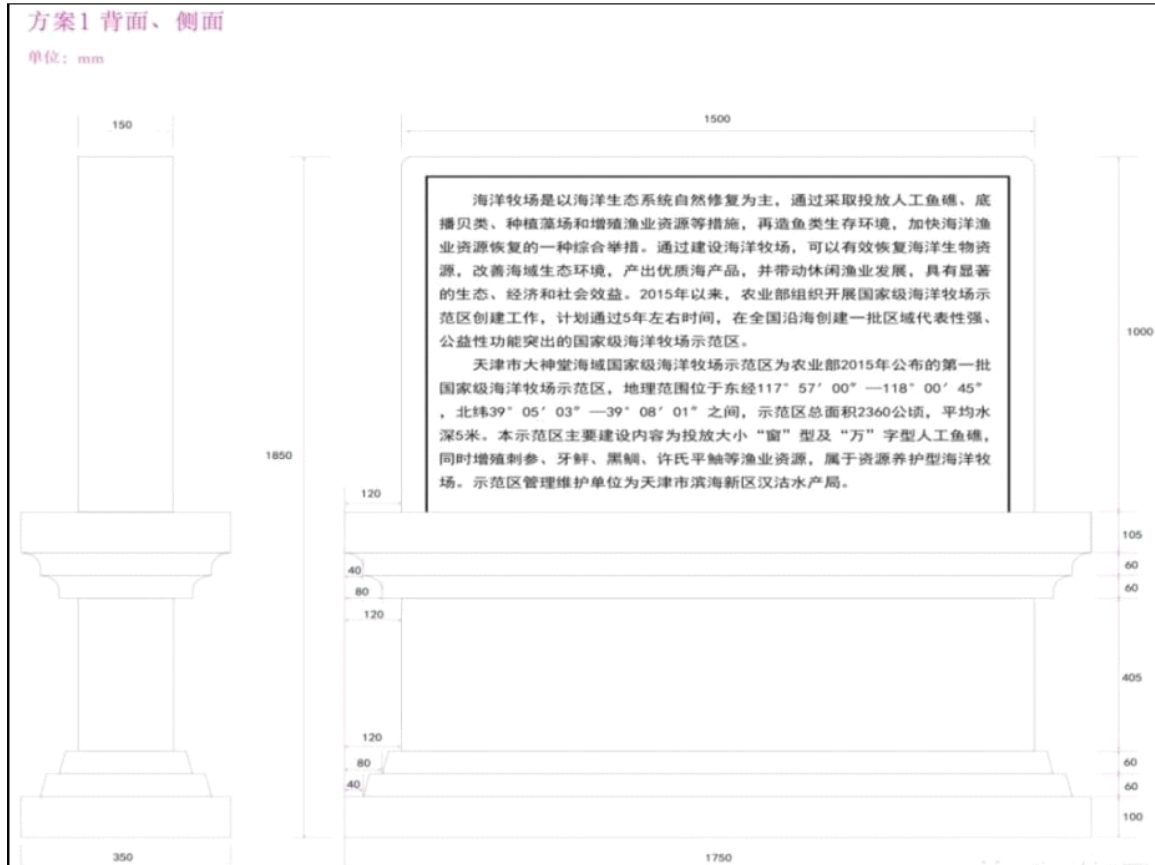 方案1 背面、侧面
单位：mm
150
1500
海洋牧场是以海洋生态系统自然修复为主，通过采取投放人工鱼礁、底
播贝类、种植藻场和增殖渔业资源等措施，再造鱼类生存环境，加快海洋渔
业资源恢复的一种综合举措。通过建设海洋牧场，可以有效恢复海洋生物资
源，改善海域生态环境，产出优质海产品，并带动休闲渔业发展，具有显著
的生态、经济和社会效益。2015年以来，农业部组织开展国家级海洋牧场示
范区创建工作，计划通过5年左右时间，在全国沿海创建一批区域代表性强、
公益性功能突出的国家级海洋牧场示范区。
天津市大神堂海域国家级海洋牧场示范区为农业部2015年公布的第一批
国家级海洋牧场示范区，地理范围位于东经117° 57′ 00″ —118° 00′ 45″
，北纬39° 05′ 03″ —39° 08′ 01″ 之间，示范区总面积2360公顷，平均水
深5米。本示范区主要建设内容为投放大小“窗”型及“万”字型人工鱼礁，
同时增殖刺参、牙鲆、黑鲷、许氏平鲉等渔业资源，属于资源养护型海洋牧
场。示范区管理维护单位为天津市滨海新区汉沽水产局。
1000
1850
120
105
40
60
80
60
120
405
120
80
60
40
60
100
350
1750